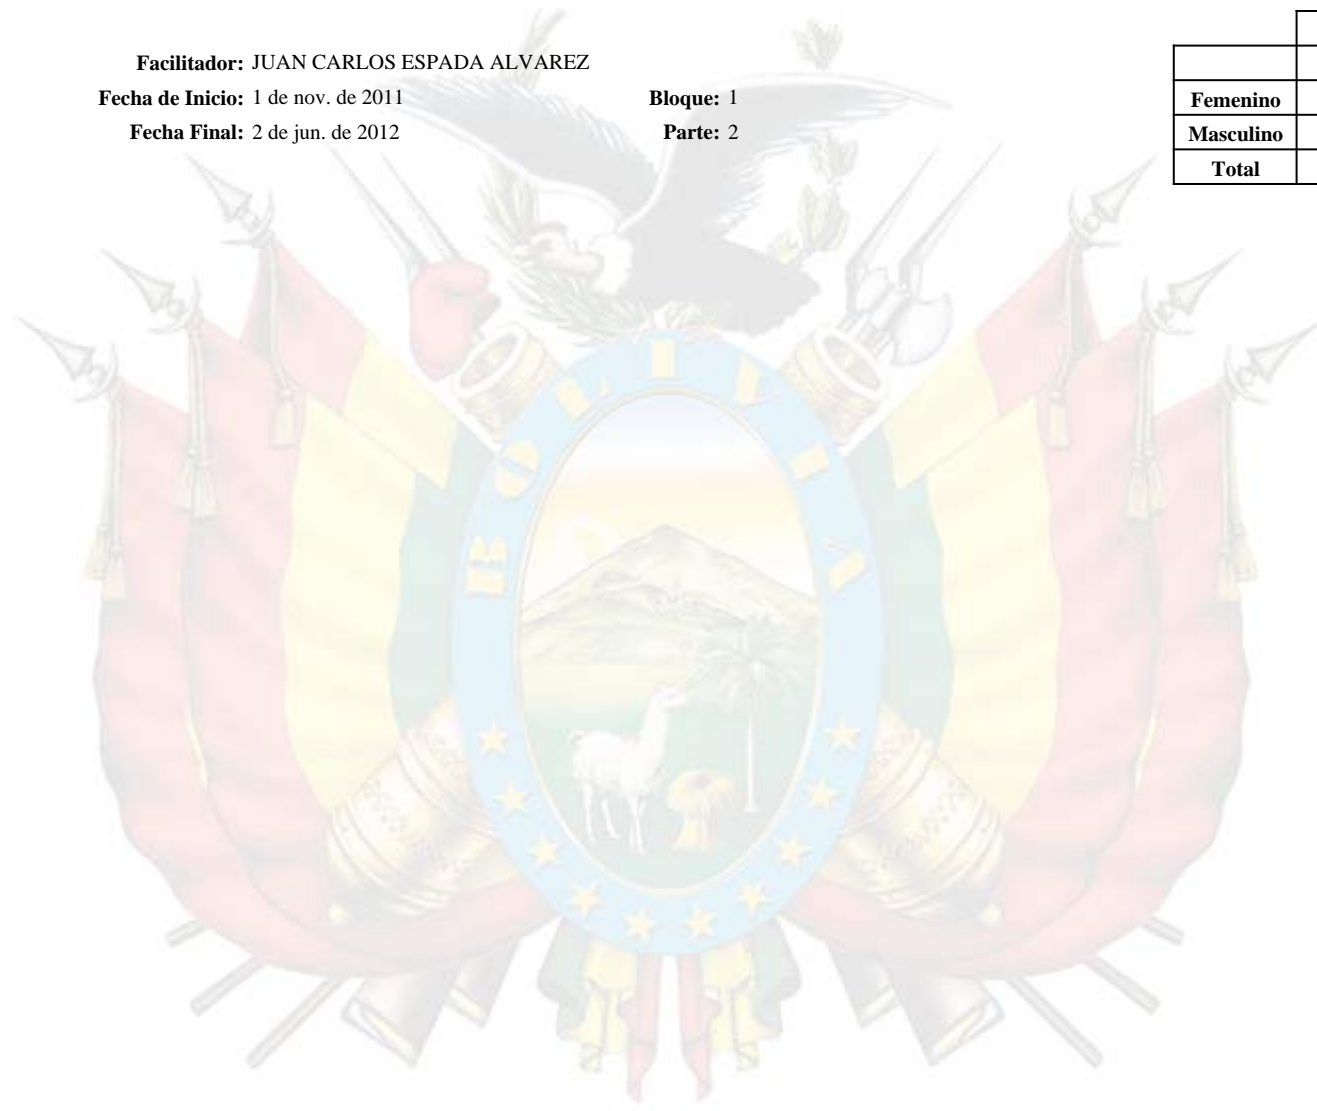 Facilitador: JUAN CARLOS ESPADA ALVAREZ
Fecha de Inicio: 1 de nov. de 2011 Bloque: 1
Fecha Final: 2 de jun. de 2012 Parte: 2
Femenino
Masculino
Total
BOLIVIA